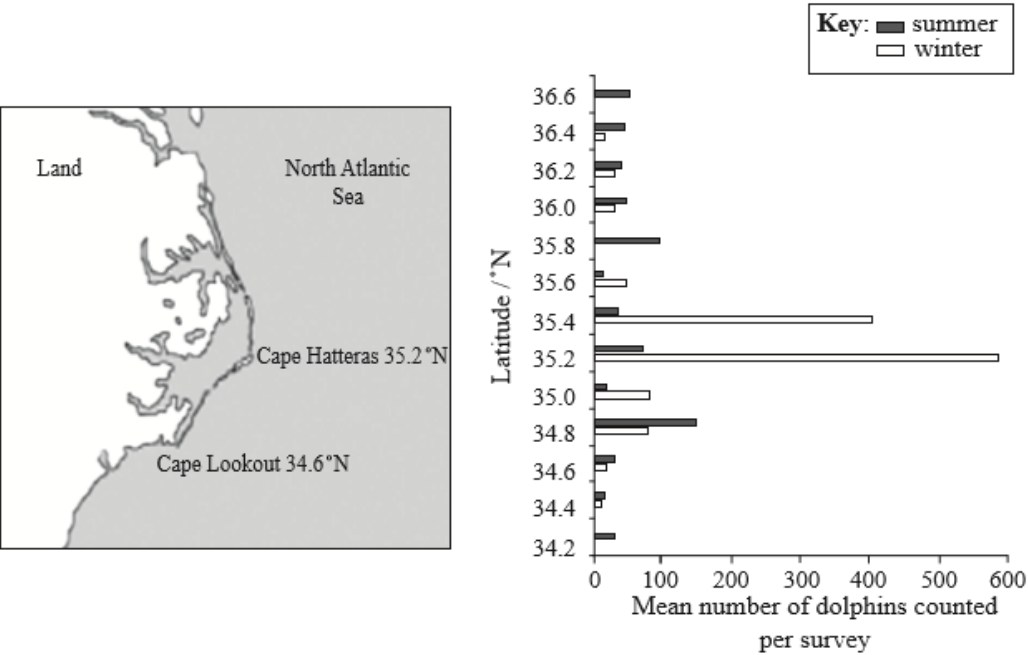 Key: summer
winter
Land
North Atlantic
Sea
Cape Hatteras 35.2°N
Cape Lookout 34.6°N
Latitude /˚N
36.6
36.4
36.2
36.0
35.8
35.6
35.4
35.2
35.0
34.8
34.6
34.4
34.2
0 100 200 300 400 500 600
Mean number of dolphins counted
per survey